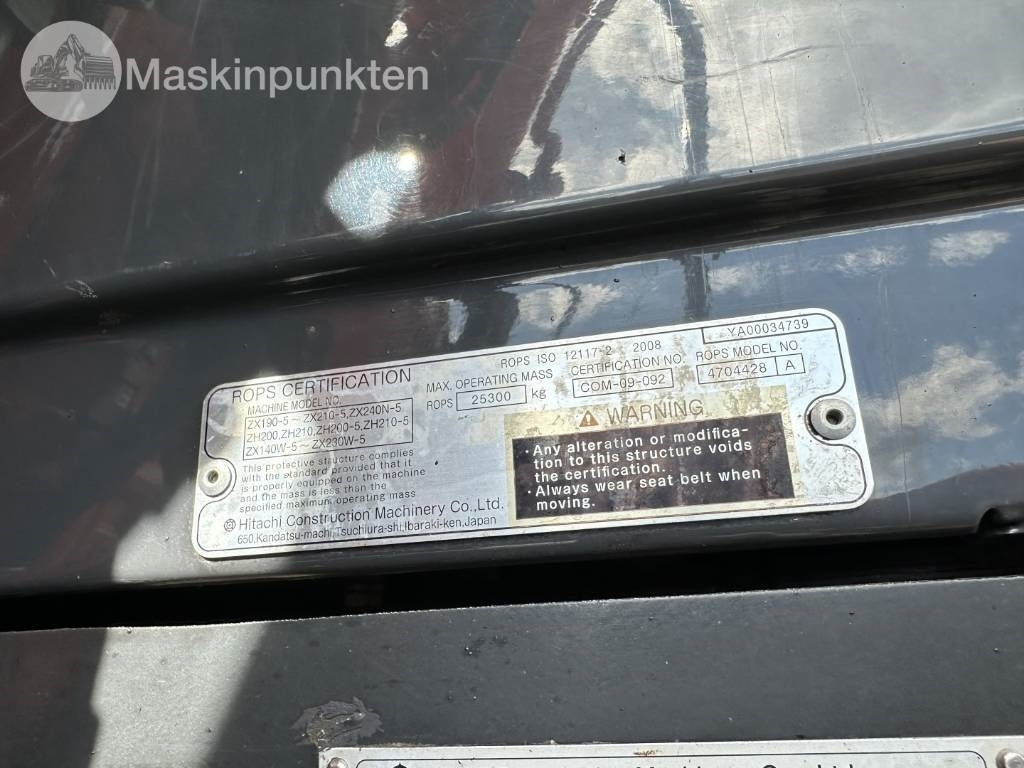 Maskinpunkten
YA00034739
ROPS ISO 12117-2 2008
ROPS CERTIFICATION
MACHINE MODEL NO.
ZX190-5 ～ ZX210-5,ZX240N-5
ZH200,ZH210,ZH200-5,ZH210-5
ZX140W-5 ～ ZX230W-5
MAX. OPERATING MASS
ROPS 25300 kg
CERTIFICATION NO.
COM-09-092
ROPS MODEL NO.
4704428 A
This protective structure complies
with the standard provided that it
is properly equipped on the machine
and the mass is less than the
specified maximum operating mass
WARNING
・Any alteration or modifica-
tion to this structure voids
the certification.
・Always wear seat belt when
moving.
Hitachi Construction Machinery Co.,Ltd.
650,Kandatsu-machi,Tsuchiura-shi,Ibaraki-ken,Japan